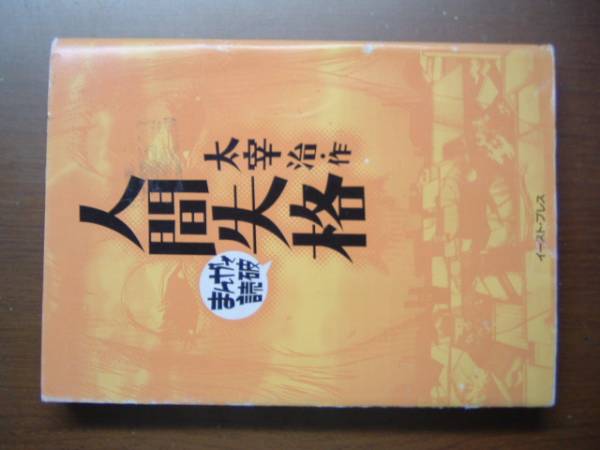 太宰治・作
人間失格
まんがで
読破
イースト・プレス